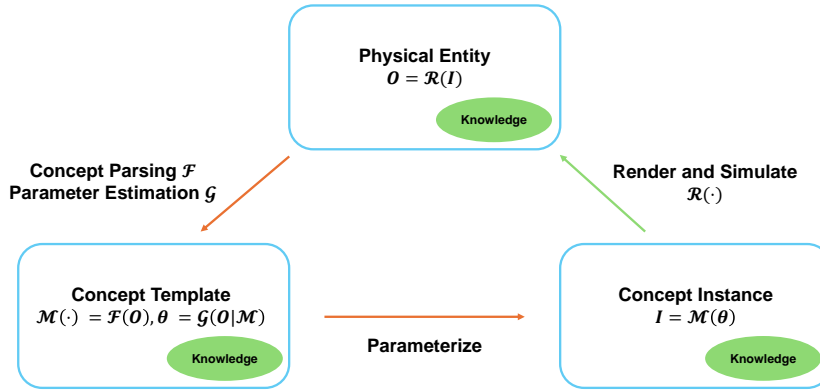 Physical Entity
𝑶 = 𝓡(𝑰)
Knowledge
Concept Parsing 𝓕
Parameter Estimation 𝓖
Render and Simulate
𝓡(·)
Concept Template
𝓜(·) = 𝓕(𝑶), 𝜽 = 𝓖(𝑶|𝓜)
Knowledge
Parameterize
Concept Instance
𝑰 = 𝓜(𝜽)
Knowledge